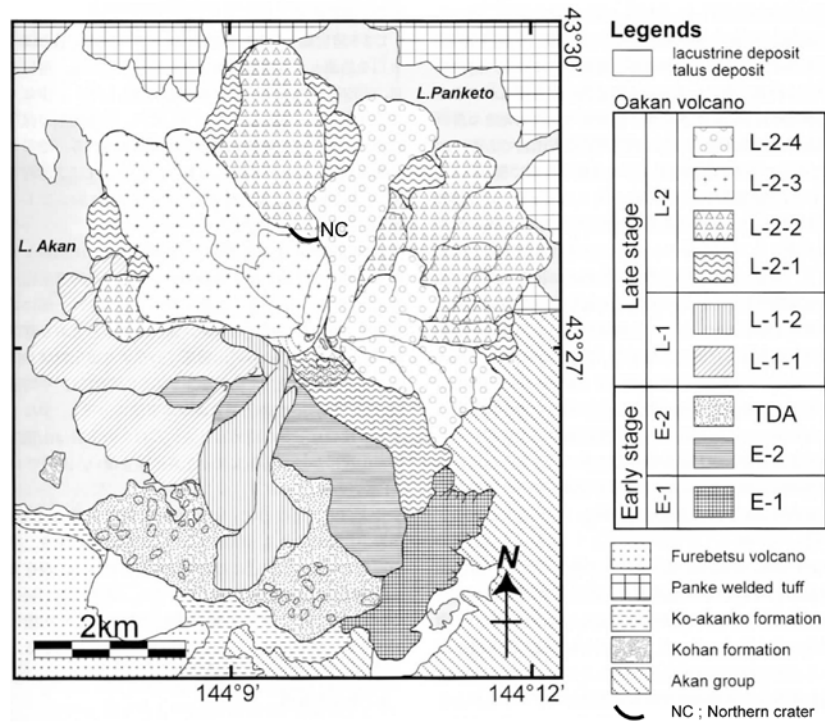 43°30'
L.Panketo
NC
L. Akan
43°27'
N
2km
144°9'
144°12'
Legends
lacustrine deposit
talus deposit
Oakan volcano
Late stage
L-2
L-2-4
L-2-3
L-2-2
L-2-1
L-1
L-1-2
L-1-1
Early stage
E-2
TDA
E-2
E-1
E-1
Furebetsu volcano
Panke welded tuff
Ko-akanko formation
Kohan formation
Akan group
NC ; Northern crater